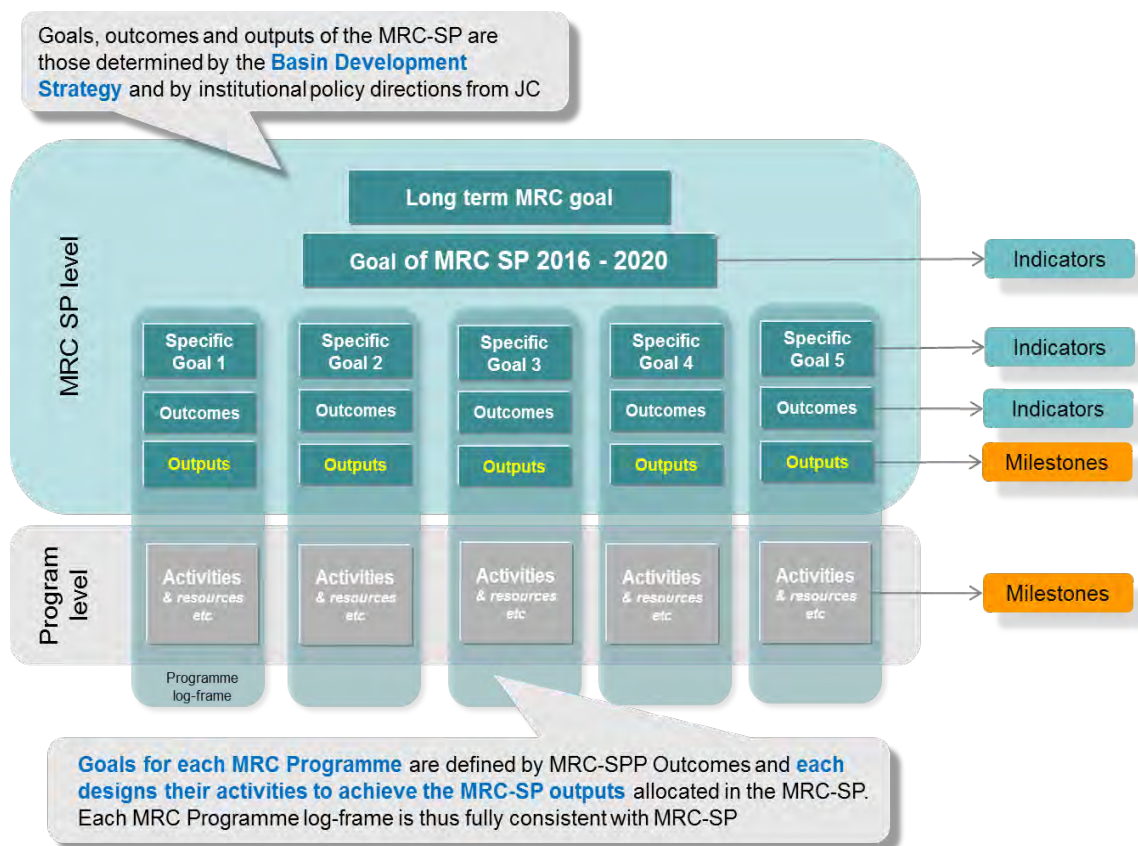 Goals, outcomes and outputs of the MRC-SP are
those determined by the Basin Development
Strategy and by institutional policy directions from JC
MRC SP level
Long term MRC goal
Goal of MRC SP 2016 - 2020
Indicators
Specific
Goal 1
Specific
Goal 2
Specific
Goal 3
Specific
Goal 4
Specific
Goal 5
Indicators
Outcomes
Outcomes
Outcomes
Outcomes
Outcomes
Indicators
Outputs
Outputs
Outputs
Outputs
Outputs
Milestones
Program
level
Activities
& resources
etc
Activities
& resources
etc
Activities
& resources
etc
Activities
& resources
etc
Activities
& resources
etc
Milestones
Programme
log-frame
Goals for each MRC Programme are defined by MRC-SPP Outcomes and each
designs their activities to achieve the MRC-SP outputs allocated in the MRC-SP.
Each MRC Programme log-frame is thus fully consistent with MRC-SP